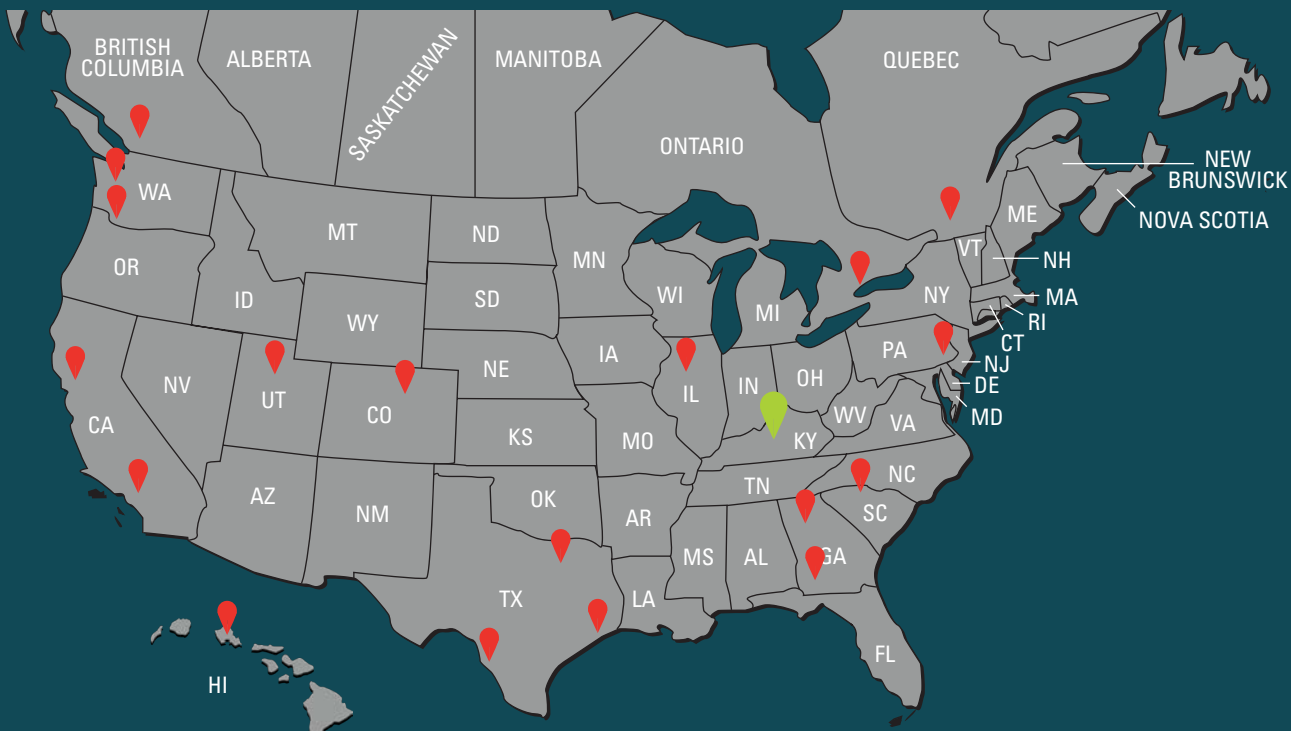 BRITISH
COLUMBIA
ALBERTA
SASKATCHEWAN
MANITOBA
ONTARIO
QUEBEC
NEW
BRUNSWICK
NOVA SCOTIA
WA
MT
ND
MN
ME
VT
NH
OR
ID
SD
WI
MI
NY
MA
RI
CT
WY
IA
PA
NJ
NV
UT
NE
IL
IN
OH
DE
MD
CA
CO
KS
MO
KY
WV
VA
AZ
NM
OK
AR
TN
NC
SC
MS
AL
GA
TX
LA
FL
HI